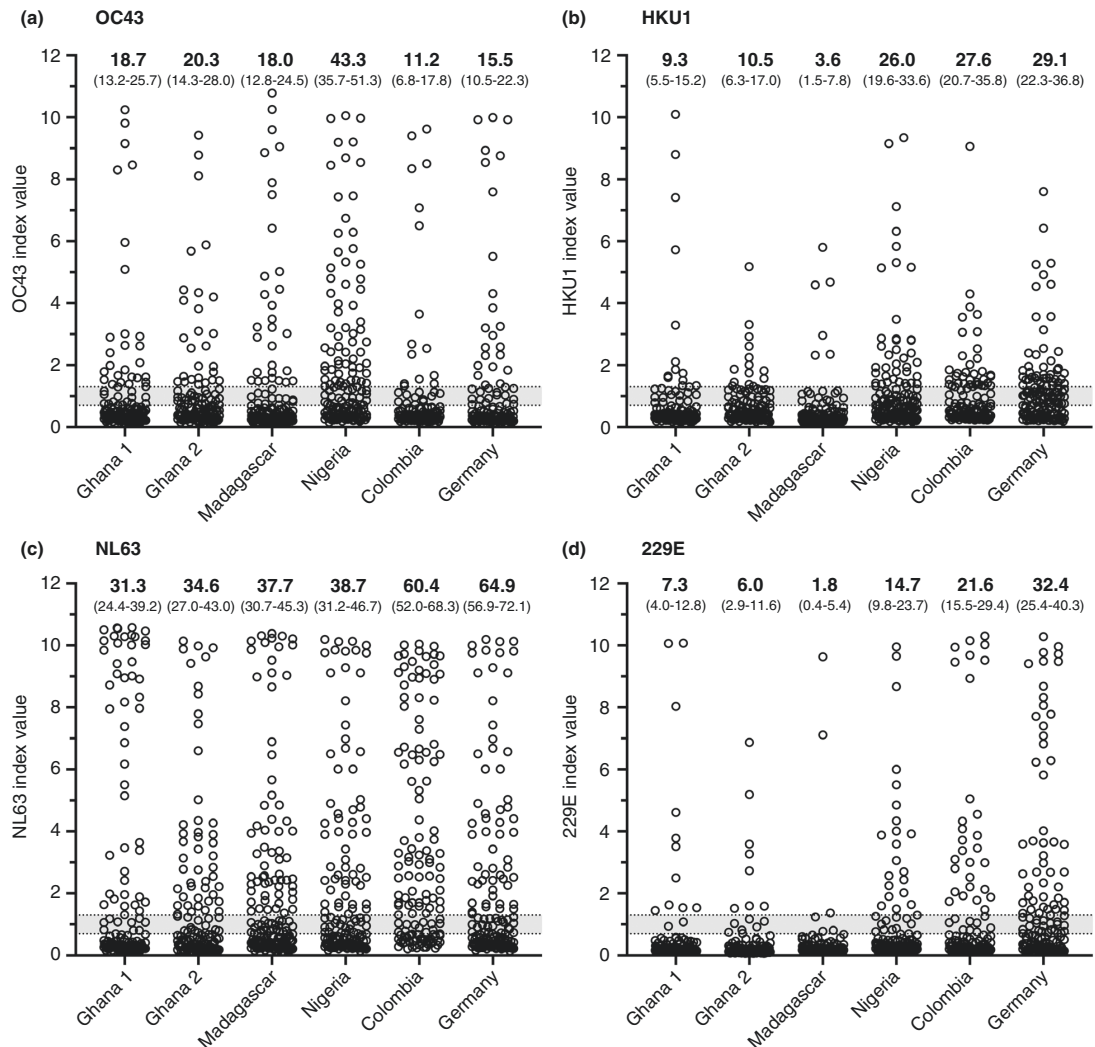 (a) OC43
18.7 20.3 18.0 43.3 11.2 15.5
(13.2-25.7) (14.3-28.0) (12.8-24.5) (35.7-51.3) (6.8-17.8) (10.5-22.3)
12
10
8
6
4
2
0
OC43 index value
Ghana 1
Ghana 2
Madagascar
Nigeria
Colombia
Germany
(b) HKU1
9.3 10.5 3.6 26.0 27.6 29.1
(5.5-15.2) (6.3-17.0) (1.5-7.8) (19.6-33.6) (20.7-35.8) (22.3-36.8)
12
10
8
6
4
2
0
HKU1 index value
Ghana 1
Ghana 2
Madagascar
Nigeria
Colombia
Germany
(c) NL63
31.3 34.6 37.7 38.7 60.4 64.9
(24.4-39.2) (27.0-43.0) (30.7-45.3) (31.2-46.7) (52.0-68.3) (56.9-72.1)
12
10
8
6
4
2
0
NL63 index value
Ghana 1
Ghana 2
Madagascar
Nigeria
Colombia
Germany
(d) 229E
7.3 6.0 1.8 14.7 21.6 32.4
(4.0-12.8) (2.9-11.6) (0.4-5.4) (9.8-23.7) (15.5-29.4) (25.4-40.3)
12
10
8
6
4
2
0
229E index value
Ghana 1
Ghana 2
Madagascar
Nigeria
Colombia
Germany